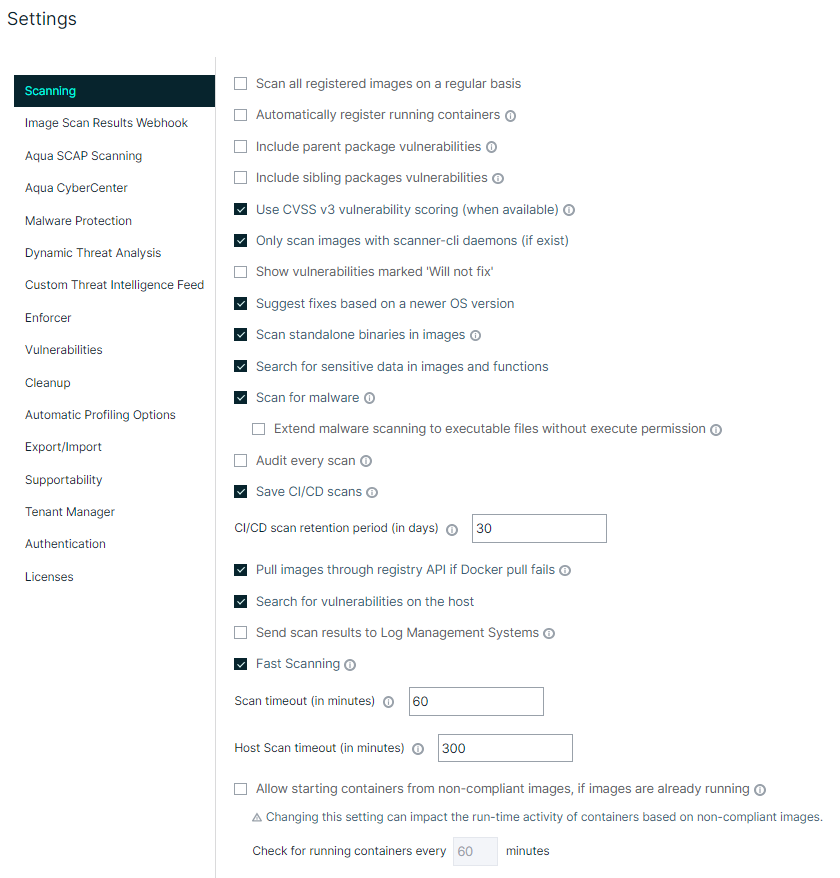 Settings
Scanning
Image Scan Results Webhook
Aqua SCAP Scanning
Aqua CyberCenter
Malware Protection
Dynamic Threat Analysis
Custom Threat Intelligence Feed
Enforcer
Vulnerabilities
Cleanup
Automatic Profiling Options
Export/Import
Supportability
Tenant Manager
Authentication
Licenses
Scan all registered images on a regular basis
Automatically register running containers
Include parent package vulnerabilities
Include sibling packages vulnerabilities
Use CVSS v3 vulnerability scoring (when available)
Only scan images with scanner-cli daemons (if exist)
Show vulnerabilities marked 'Will not fix'
Suggest fixes based on a newer OS version
Scan standalone binaries in images
Search for sensitive data in images and functions
Scan for malware
Extend malware scanning to executable files without execute permission
Audit every scan
Save CI/CD scans
CI/CD scan retention period (in days) 30
Pull images through registry API if Docker pull fails
Search for vulnerabilities on the host
Send scan results to Log Management Systems
Fast Scanning
Scan timeout (in minutes) 60
Host Scan timeout (in minutes) 300
Allow starting containers from non-compliant images, if images are already running
Changing this setting can impact the run-time activity of containers based on non-compliant images.
Check for running containers every 60 minutes